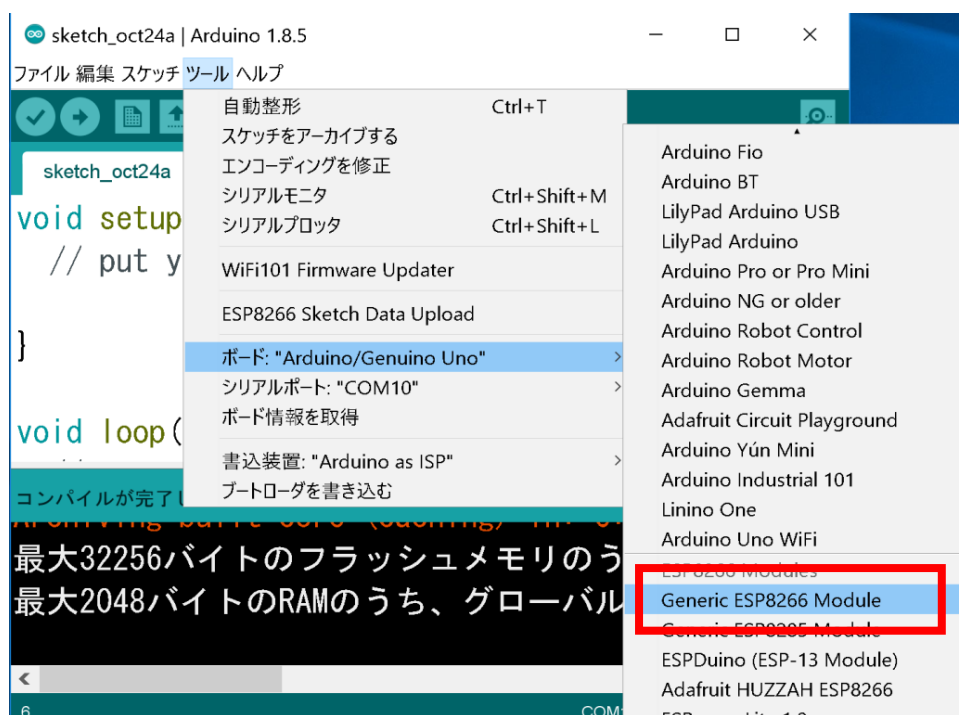 sketch_oct24a | Arduino 1.8.5
ファイル 編集 スケッチ ツール ヘルプ
自動整形 Ctrl+T
スケッチをアーカイブする
エンコーディングを修正
シリアルモニタ Ctrl+Shift+M
シリアルプロッタ Ctrl+Shift+L
WiFi101 Firmware Updater
ESP8266 Sketch Data Upload
ボード: "Arduino/Genuino Uno"
シリアルポート: "COM10"
ボード情報を取得
書込装置: "Arduino as ISP"
ブートローダを書き込む
Arduino Fio
Arduino BT
LilyPad Arduino USB
LilyPad Arduino
Arduino Pro or Pro Mini
Arduino NG or older
Arduino Robot Control
Arduino Robot Motor
Arduino Gemma
Adafruit Circuit Playground
Arduino Yún Mini
Arduino Industrial 101
Linino One
Arduino Uno WiFi
ESP8266 Modules
Generic ESP8266 Module
Generic ESP8285 Module
ESPDuino (ESP-13 Module)
Adafruit HUZZAH ESP8266
sketch_oct24a
void setup
// put y
}
void loop(
コンパイルが完了し
最大32256バイトのフラッシュメモリのう
最大2048バイトのRAMのうち、グローバル
6
COM